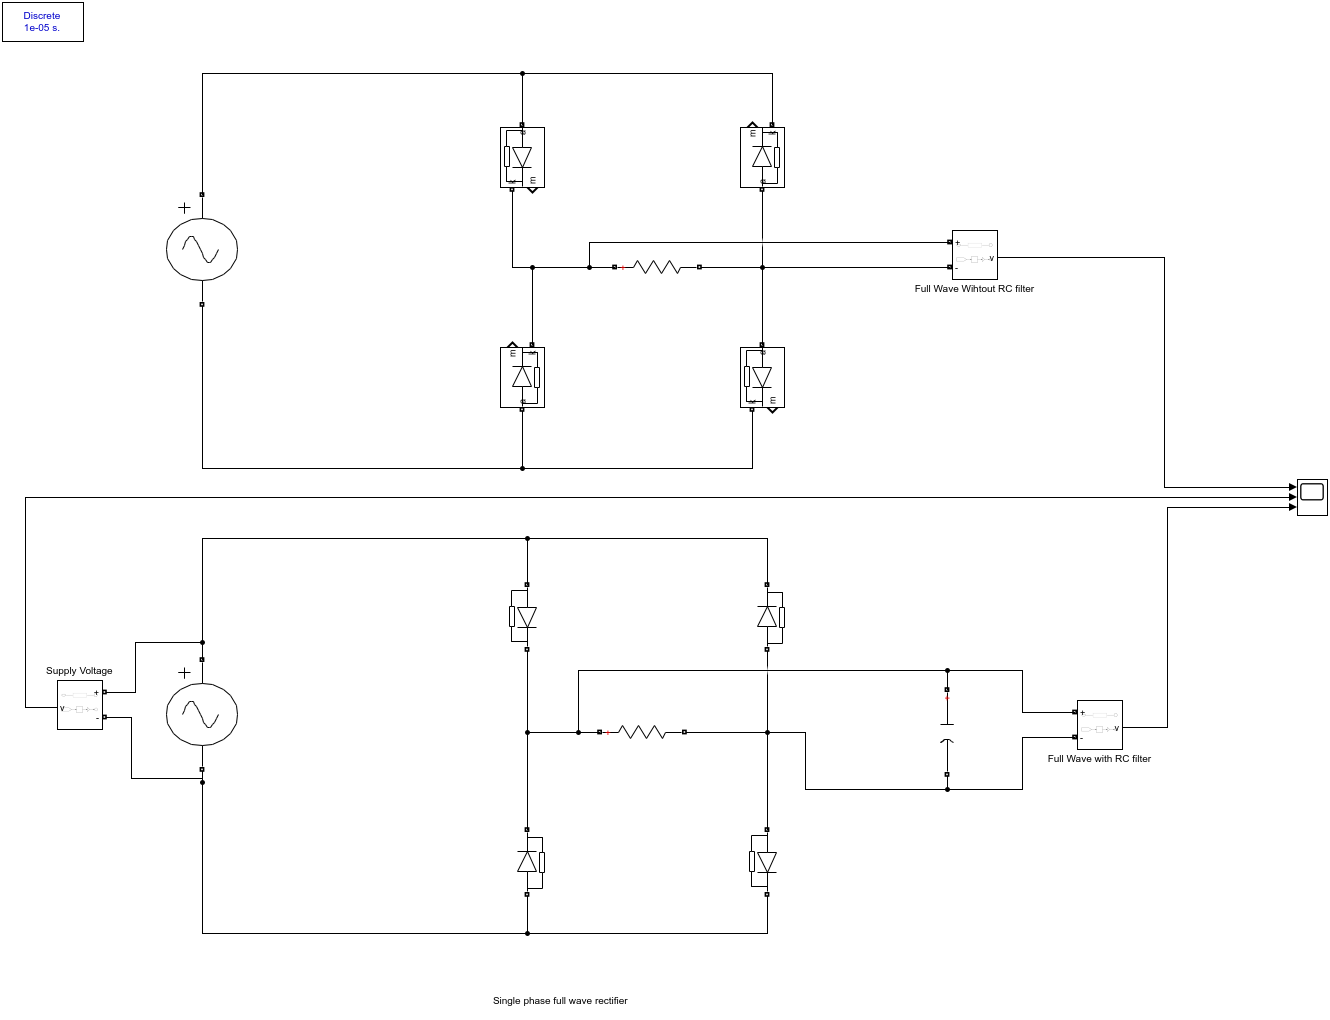 Discrete
1e-05 s.
m
a
k
m
k
a
+
+
-
v
Full Wave Wihtout RC filter
m
k
a
a
k
m
Supply Voltage
+
v
-
+
+
-
v
Full Wave with RC filter
Single phase full wave rectifier